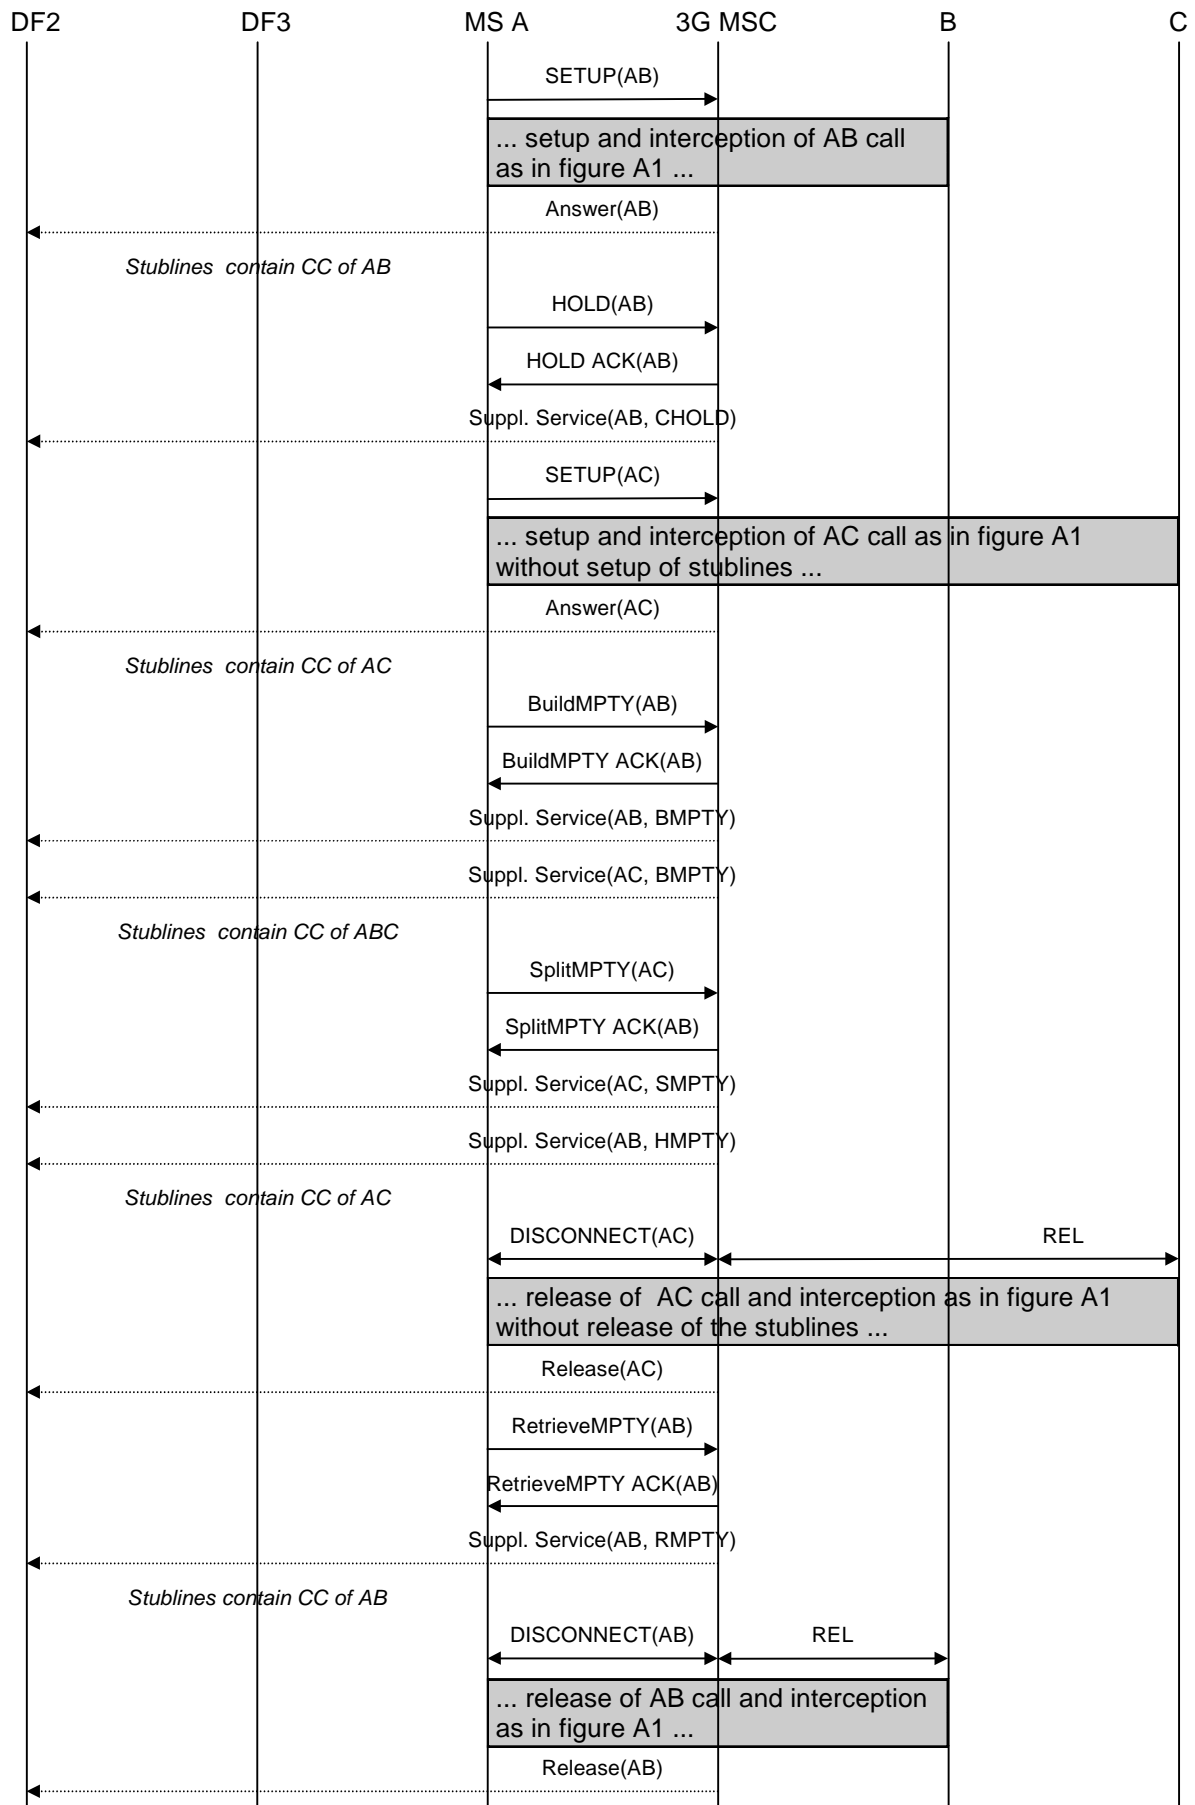 DF2 DF3 MS A 3G MSC B C
SETUP(AB)
... setup and interception of AB call
as in figure A1 ...
Answer(AB)
Stublines contain CC of AB
HOLD(AB)
HOLD ACK(AB)
Suppl. Service(AB, CHOLD)
SETUP(AC)
... setup and interception of AC call as in figure A1
without setup of stublines ...
Answer(AC)
Stublines contain CC of AC
BuildMPTY(AB)
BuildMPTY ACK(AB)
Suppl. Service(AB, BMPTY)
Suppl. Service(AC, BMPTY)
Stublines contain CC of ABC
SplitMPTY(AC)
SplitMPTY ACK(AB)
Suppl. Service(AC, SMPTY)
Suppl. Service(AB, HMPTY)
Stublines contain CC of AC
DISCONNECT(AC) REL
... release of AC call and interception as in figure A1
without release of the stublines ...
Release(AC)
RetrieveMPTY(AB)
RetrieveMPTY ACK(AB)
Suppl. Service(AB, RMPTY)
Stublines contain CC of AB
DISCONNECT(AB) REL
... release of AB call and interception
as in figure A1 ...
Release(AB)